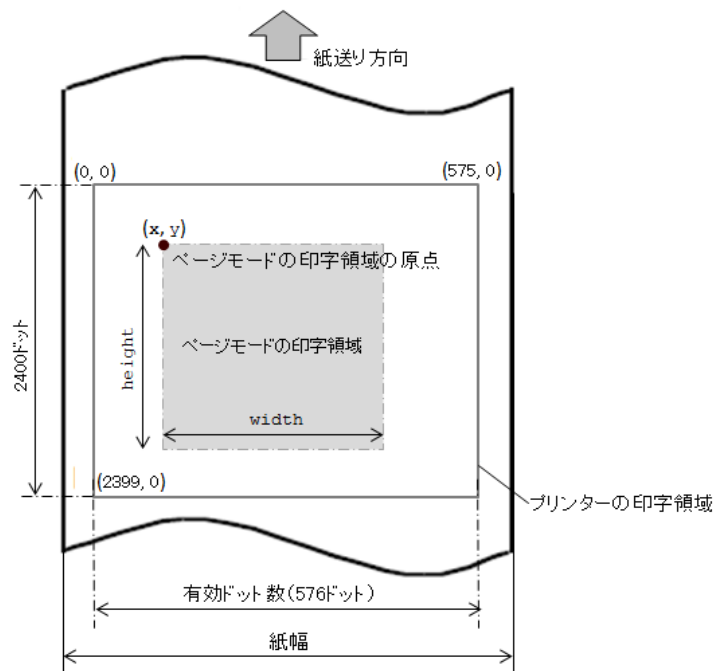 紙送り方向
(0, 0)
(575, 0)
(x, y)
ページモードの印字領域の原点
2400ドット
height
ページモードの印字領域
width
(2399, 0)
プリンターの印字領域
有効ドット数(576ドット)
紙幅